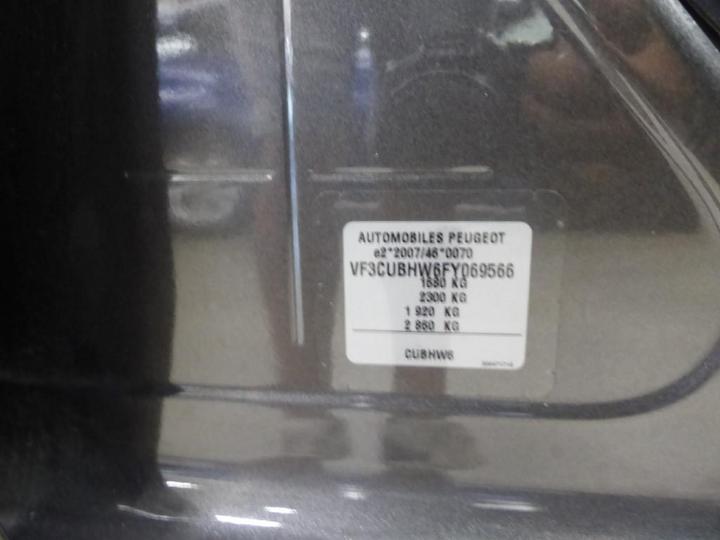 AUTOMOBILES PEUGEOT
e2*2007/46*0070
VF3CUBHW6FY069566
1680 KG
2300 KG
1 920 KG
2 860 KG
CUBHW6